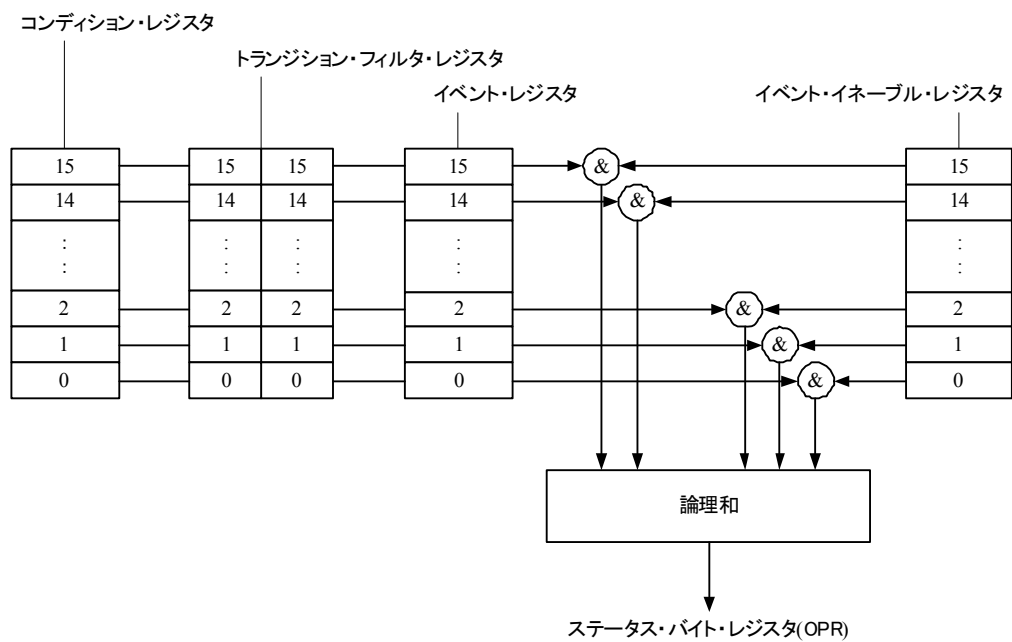 コンディション・レジスタ
トランジション・フィルタ・レジスタ
イベント・レジスタ
イベント・イネーブル・レジスタ
15 15 15 15 & 15
14 14 14 14 & 14
: : : : :
: : : : :
2 2 2 2 & 2
1 1 1 1 & 1
0 0 0 0 & 0
論理和
ステータス・バイト・レジスタ(OPR)